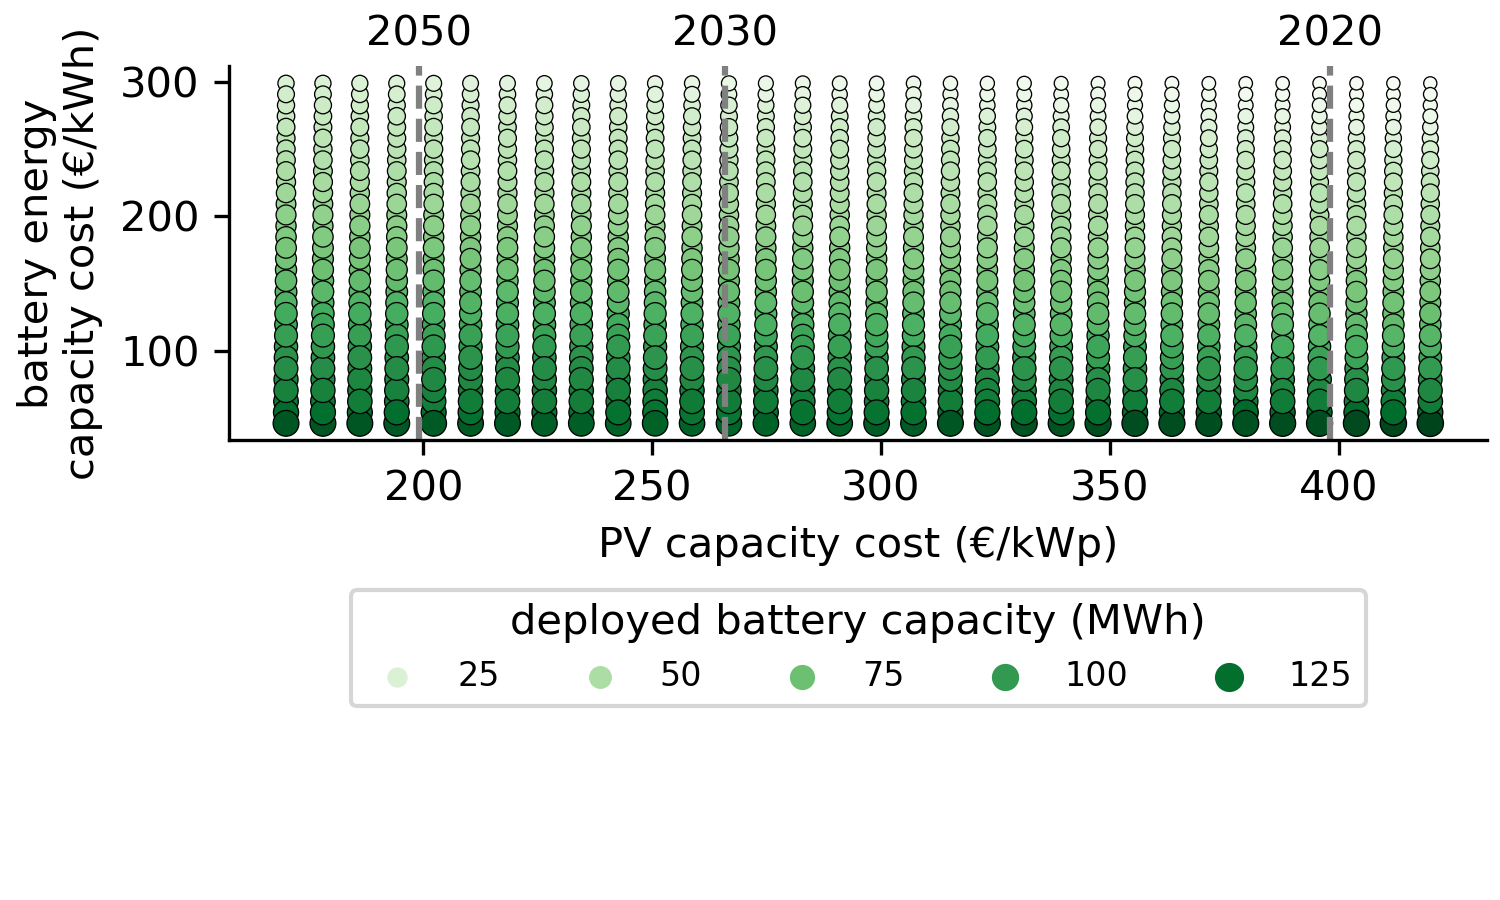 2050 2030 2020
battery energy
capacity cost (€/kWh)
300
200
100
200 250 300 350 400
PV capacity cost (€/kWp)
deployed battery capacity (MWh)
25 50 75 100 125